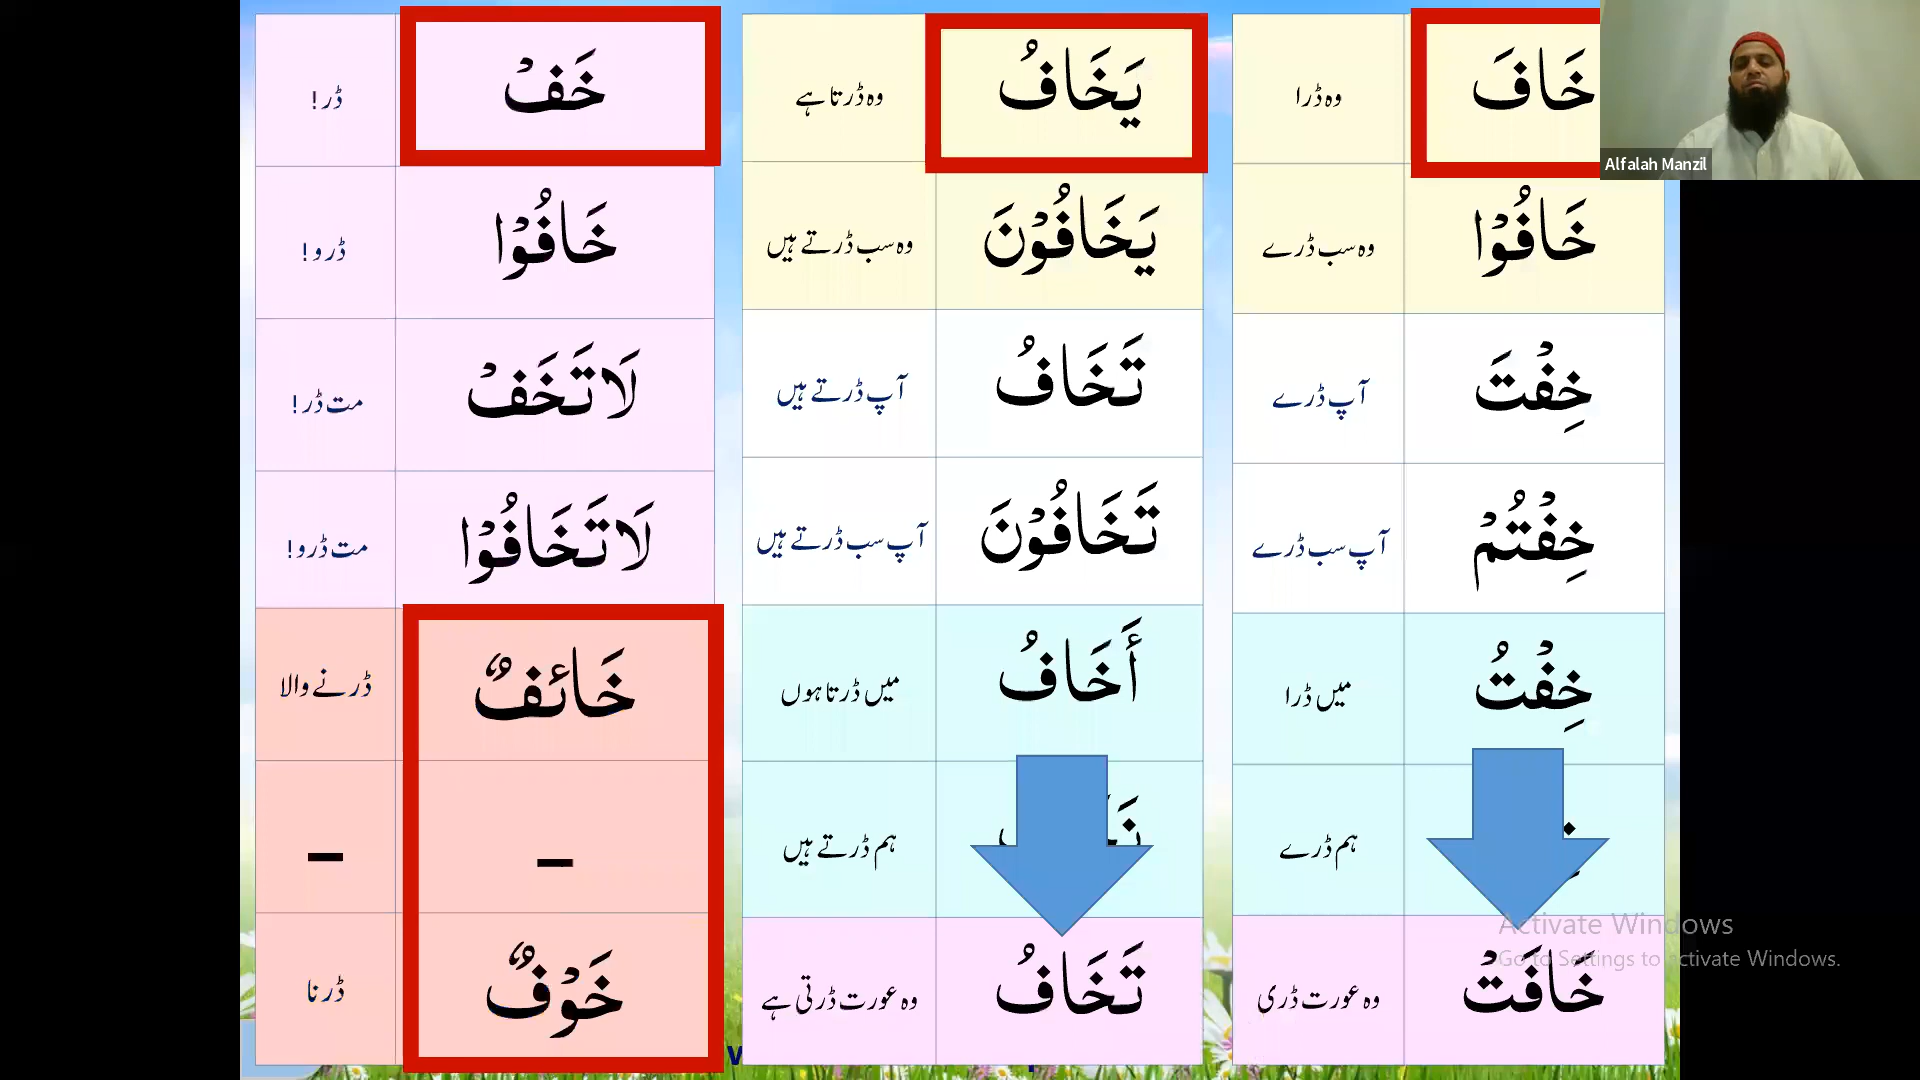 خَافَ وہ ڈرا يَخَافُ وہ ڈرتا ہے خَفْ ڈر!
Alfalah Manzil
خَافُوْا وہ سب ڈرے يَخَافُوْنَ وہ سب ڈرتے ہیں خَافُوْا ڈرو!
خِفْتَ آپ ڈرے تَخَافُ آپ ڈرتے ہیں لَا تَخَفْ مت ڈر!
خِفْتُمْ آپ سب ڈرے تَخَافُوْنَ آپ سب ڈرتے ہیں لَا تَخَافُوْا مت ڈرو!
خِفْتُ میں ڈرا أَخَافُ میں ڈرتا ہوں خَائفٌ ڈرنے والا
ہم ڈرے ہم ڈرتے ہیں – –
خَافَتْ وہ عورت ڈری تَخَافُ وہ عورت ڈرتی ہے خَوْفٌ ڈرنا
Activate Windows
Go to Settings to activate Windows.